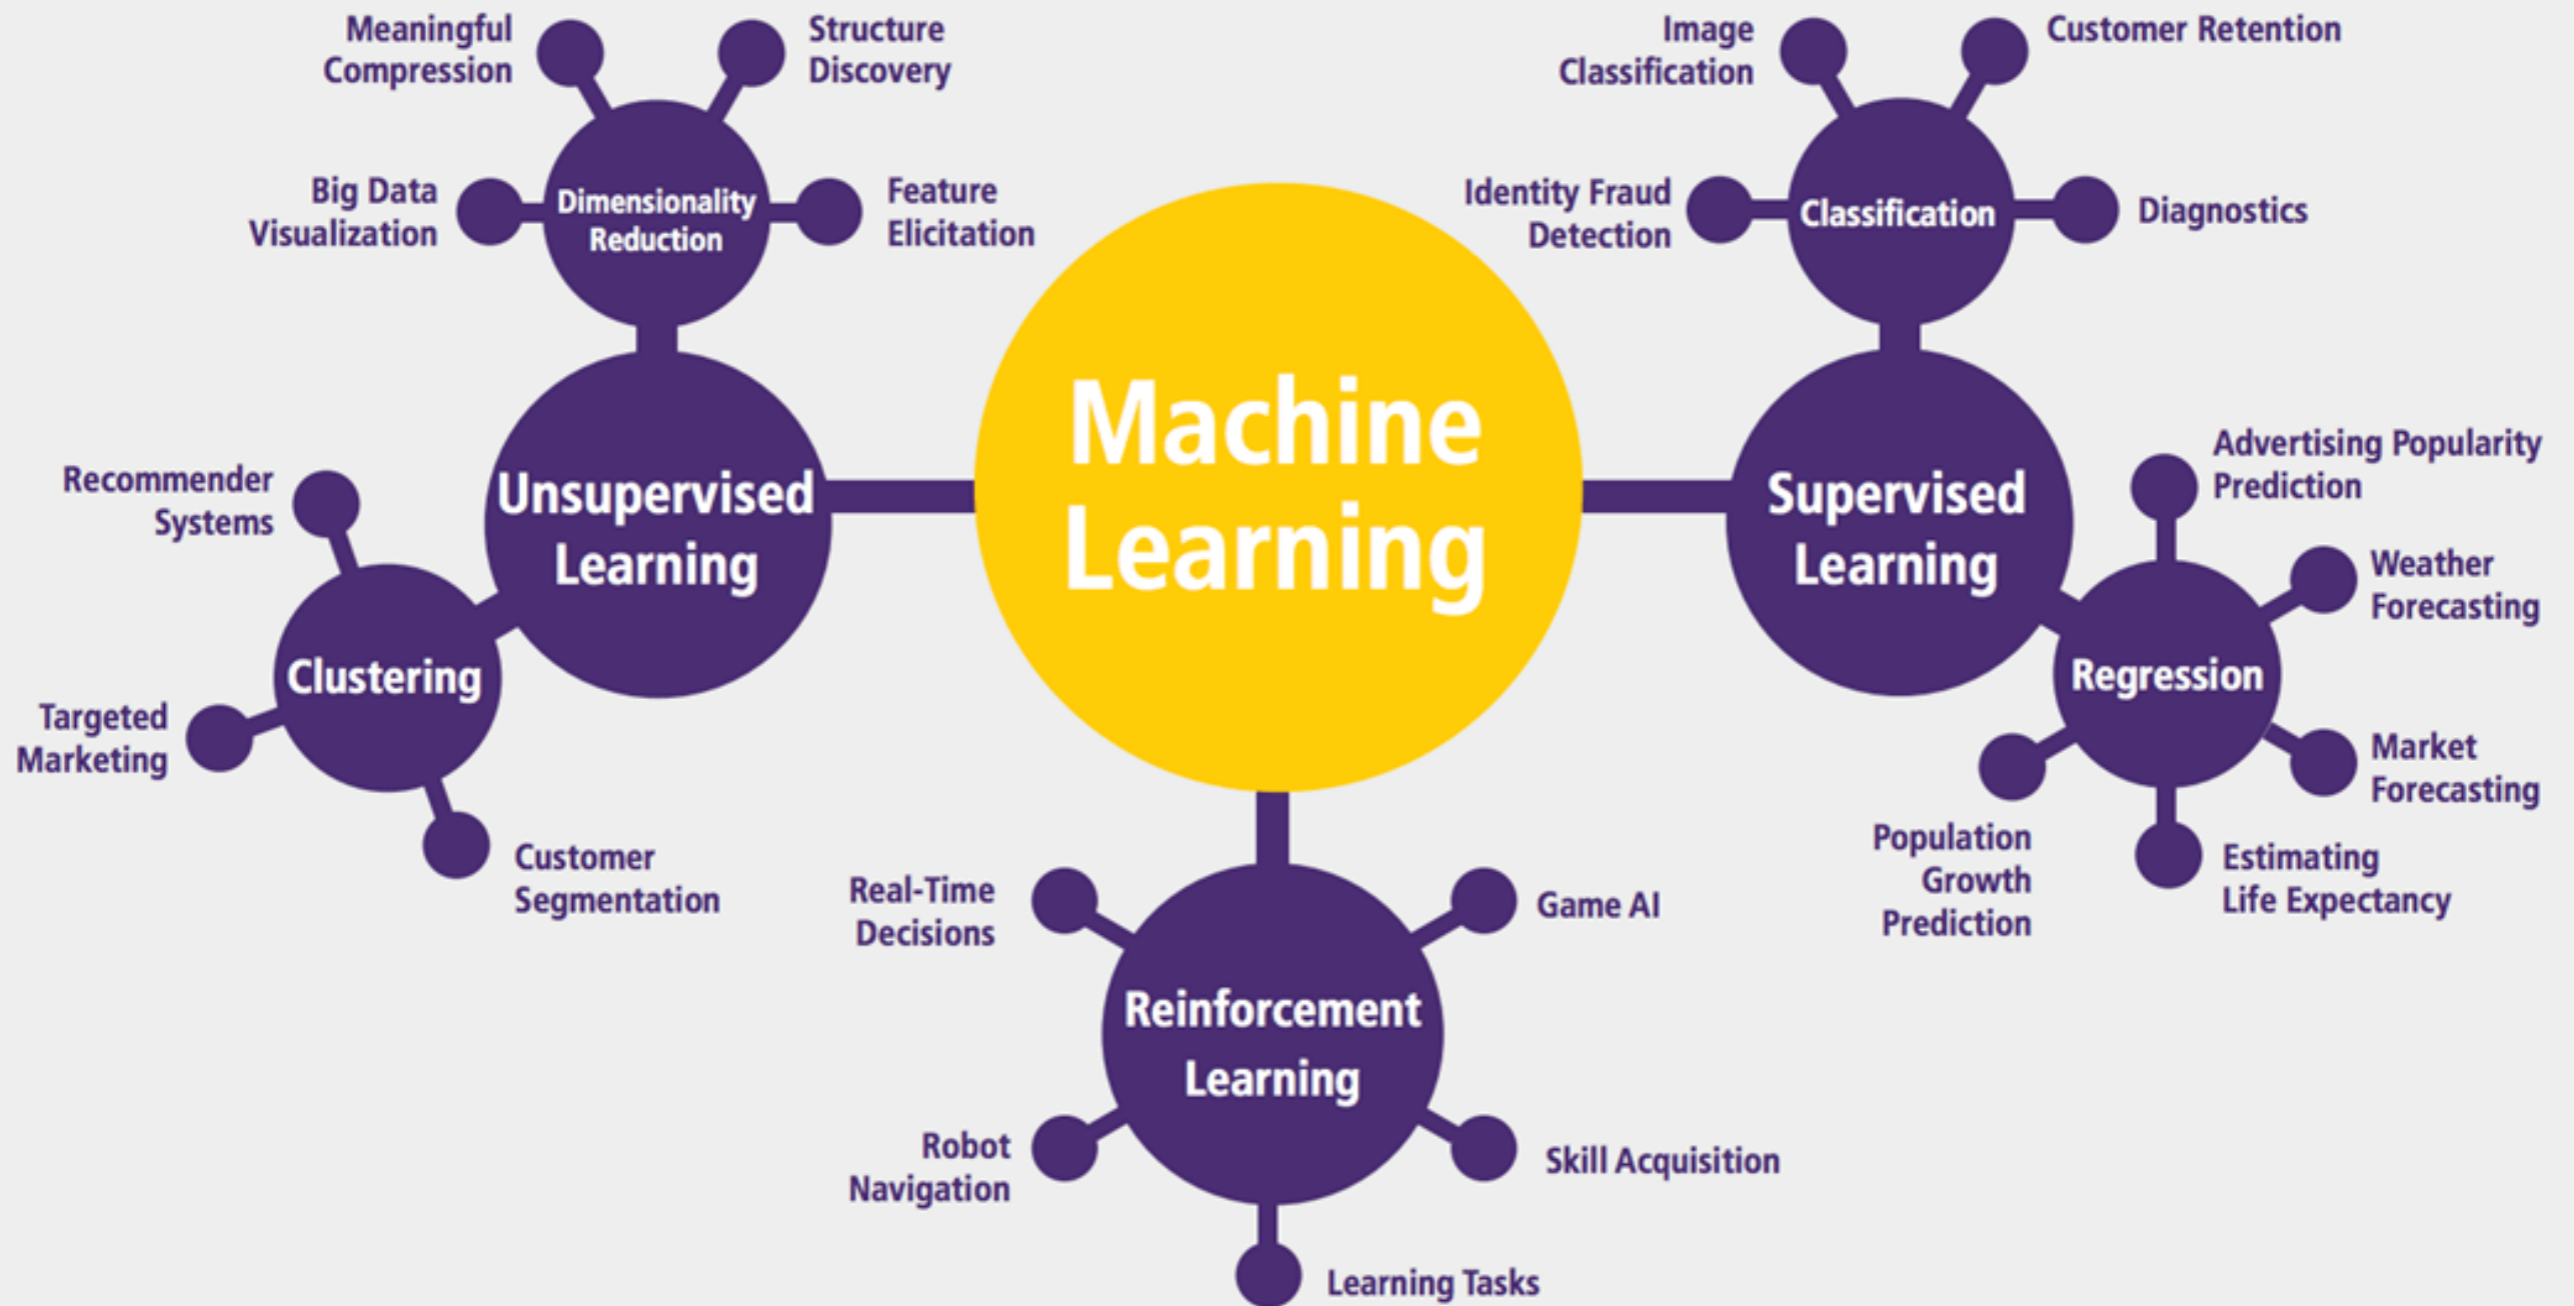 Meaningful
Compression
Structure
Discovery
Big Data
Visualization
Dimensionality
Reduction
Feature
Elicitation
Image
Classification
Customer Retention
Identity Fraud
Detection
Classification
Diagnostics
Machine
Learning
Unsupervised
Learning
Recommender
Systems
Clustering
Targeted
Marketing
Customer
Segmentation
Supervised
Learning
Advertising Popularity
Prediction
Weather
Forecasting
Regression
Market
Forecasting
Population
Growth
Prediction
Estimating
Life Expectancy
Real-Time
Decisions
Game AI
Reinforcement
Learning
Robot
Navigation
Skill Acquisition
Learning Tasks